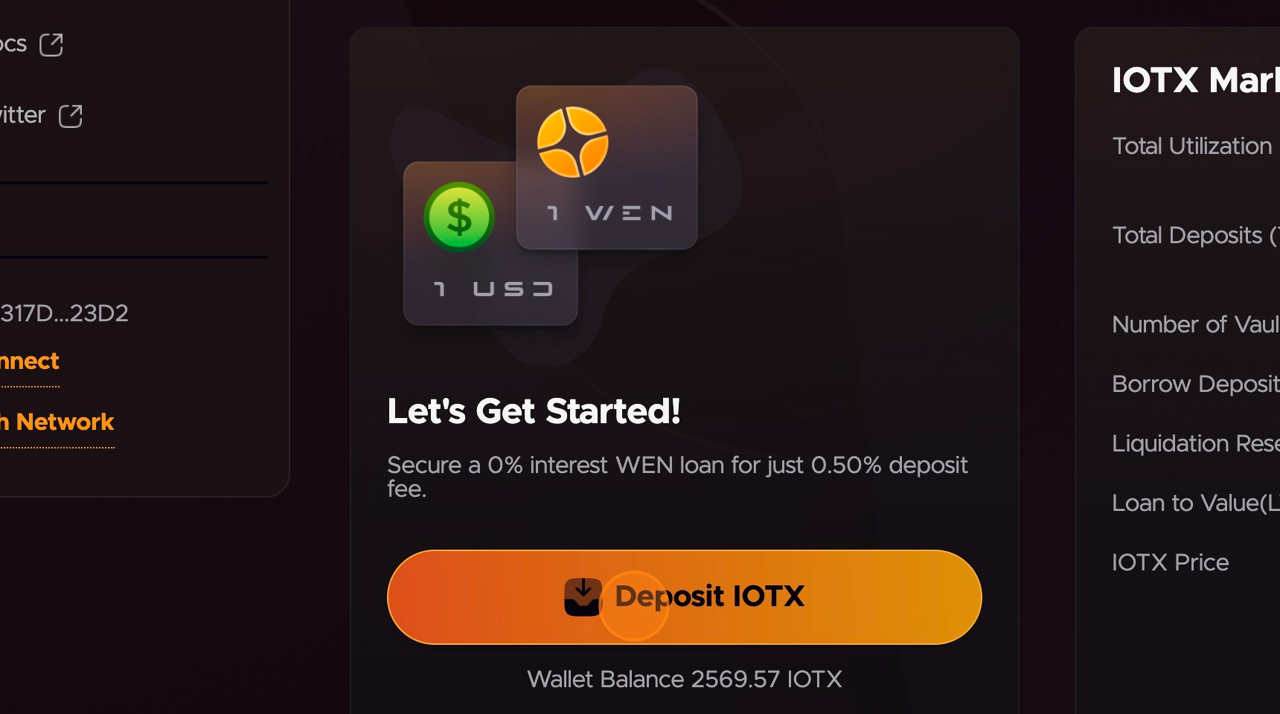 ocs
itter
317D...23D2
nnect
h Network
1 WEN
1 USD
Let's Get Started!
Secure a 0% interest WEN loan for just 0.50% deposit
fee.
Deposit IOTX
Wallet Balance 2569.57 IOTX
IOTX Mar
Total Utilization
Total Deposits (
Number of Vaul
Borrow Deposit
Liquidation Rese
Loan to Value(L
IOTX Price